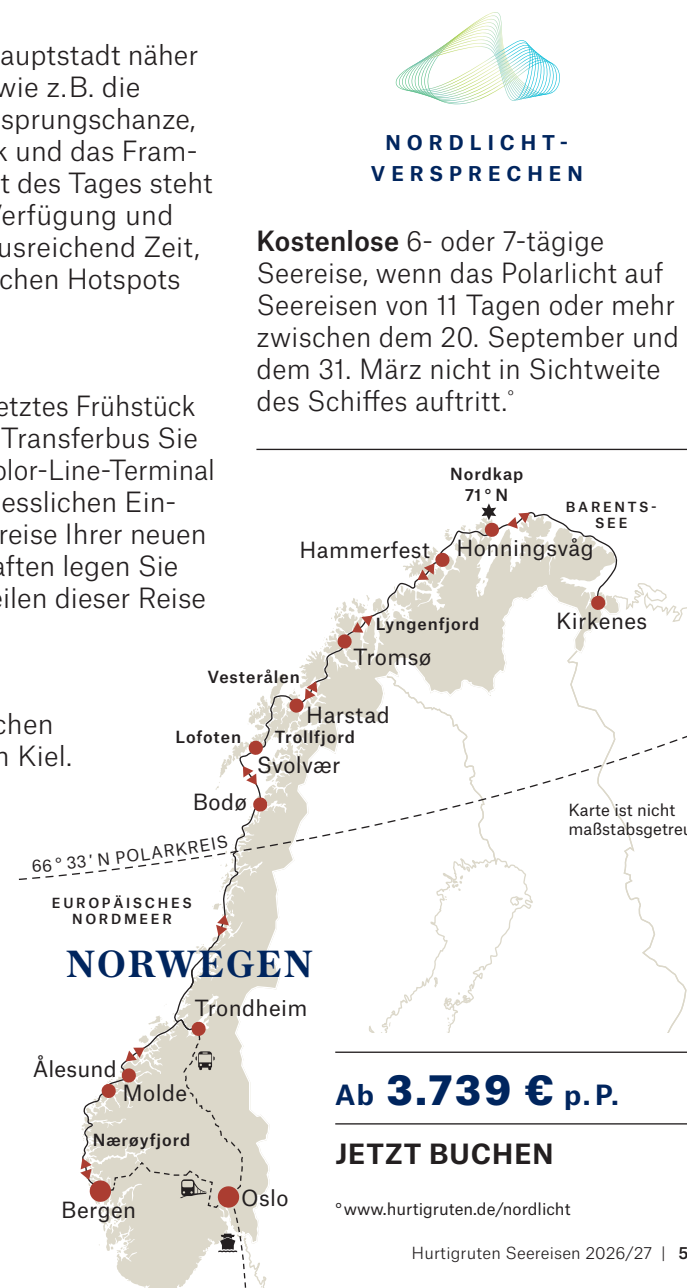 auptstadt näher
wie z. B. die
sprungschanze,
k und das Fram-
t des Tages steht
Verfügung und
usreichend Zeit,
chen Hotspots
etztes Frühstück
Transferbus Sie
olor-Line-Terminal
esslichen Ein-
reise Ihrer neuen
aften legen Sie
eilen dieser Reise
chen
n Kiel.
NORDLICHT-
VERSPRECHEN
Kostenlose 6- oder 7-tägige
Seereise, wenn das Polarlicht auf
Seereisen von 11 Tagen oder mehr
zwischen dem 20. September und
dem 31. März nicht in Sichtweite
des Schiffes auftritt.°
Nordkap
71° N
BARENTS-
SEE
Hammerfest
Honningsvåg
Kirkenes
Lyngenfjord
Tromsø
Vesterålen
Harstad
Lofoten
Trollfjord
Svolvær
Bodø
Karte ist nicht
maßstabsgetreu
66° 33' N POLARKREIS
EUROPÄISCHES
NORDMEER
NORWEGEN
Trondheim
Ålesund
Molde
Nærøyfjord
Bergen
Oslo
Ab 3.739 € p. P.
JETZT BUCHEN
°www.hurtigruten.de/nordlicht
Hurtigruten Seereisen 2026/27 | 5